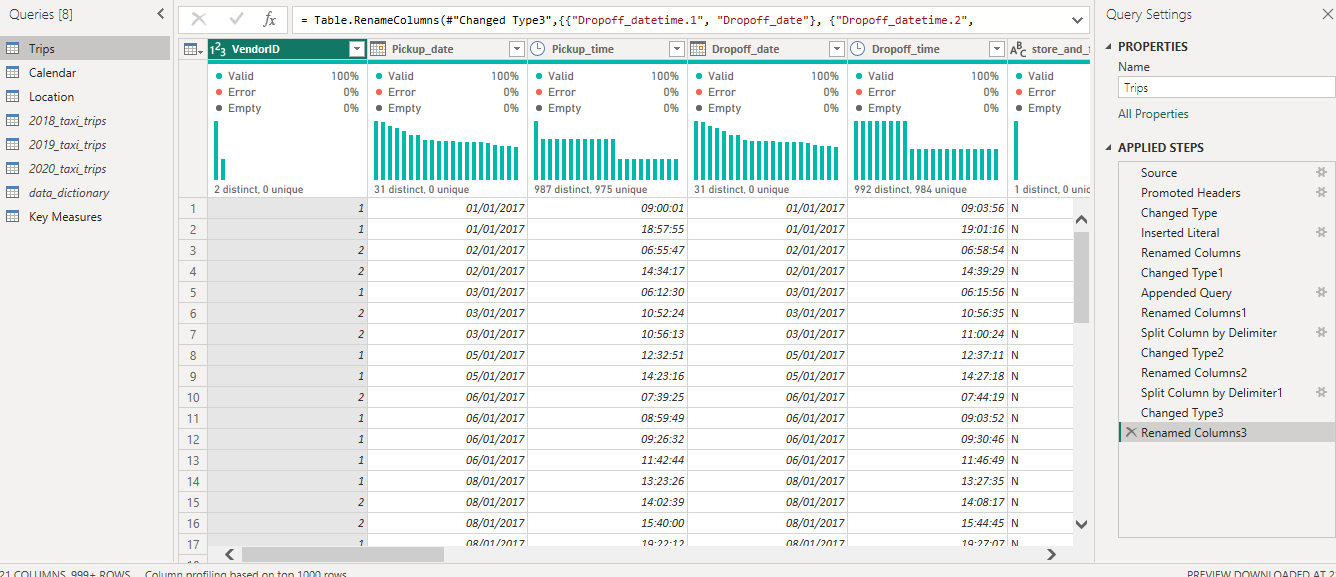 Queries [8]
Trips
Calendar
Location
2018_taxi_trips
2019_taxi_trips
2020_taxi_trips
data_dictionary
Key Measures
fx
= Table.RenameColumns(#"Changed Type3",{{"Dropoff_datetime.1", "Dropoff_date"}, {"Dropoff_datetime.2",
123 VendorID Pickup_date Pickup_time Dropoff_date Dropoff_time ABC store_and_
Valid 100% Valid 100% Valid 100% Valid 100% Valid 100% Valid
Error 0% Error 0% Error 0% Error 0% Error 0% Error
Empty 0% Empty 0% Empty 0% Empty 0% Empty 0% Empty
2 distinct, 0 unique 31 distinct, 0 unique 987 distinct, 975 unique 31 distinct, 0 unique 992 distinct, 984 unique 1 distinct, 0 unic
1 1 01/01/2017 09:00:01 01/01/2017 09:03:56 N
2 1 01/01/2017 18:57:55 01/01/2017 19:01:16 N
3 2 02/01/2017 06:55:47 02/01/2017 06:58:54 N
4 2 02/01/2017 14:34:17 02/01/2017 14:39:29 N
5 1 03/01/2017 06:12:30 03/01/2017 06:15:56 N
6 2 03/01/2017 10:52:24 03/01/2017 10:56:35 N
7 2 03/01/2017 10:56:13 03/01/2017 11:00:24 N
8 1 05/01/2017 12:32:51 05/01/2017 12:37:11 N
9 1 05/01/2017 14:23:16 05/01/2017 14:27:18 N
10 2 06/01/2017 07:39:25 06/01/2017 07:44:19 N
11 1 06/01/2017 08:59:49 06/01/2017 09:03:52 N
12 1 06/01/2017 09:26:32 06/01/2017 09:30:46 N
13 1 06/01/2017 11:42:44 06/01/2017 11:46:49 N
14 1 08/01/2017 13:23:26 08/01/2017 13:27:35 N
15 2 08/01/2017 14:02:39 08/01/2017 14:08:17 N
16 2 08/01/2017 15:40:00 08/01/2017 15:44:45 N
17 1 08/01/2017 19:22:12 08/01/2017 19:27:07 N
21 COLUMNS, 999+ ROWS Column profiling based on top 1000 rows
Query Settings
PROPERTIES
Name
Trips
All Properties
APPLIED STEPS
Source
Promoted Headers
Changed Type
Inserted Literal
Renamed Columns
Changed Type1
Appended Query
Renamed Columns1
Split Column by Delimiter
Changed Type2
Renamed Columns2
Split Column by Delimiter1
Changed Type3
Renamed Columns3
PREVIEW DOWNLOADED AT 2